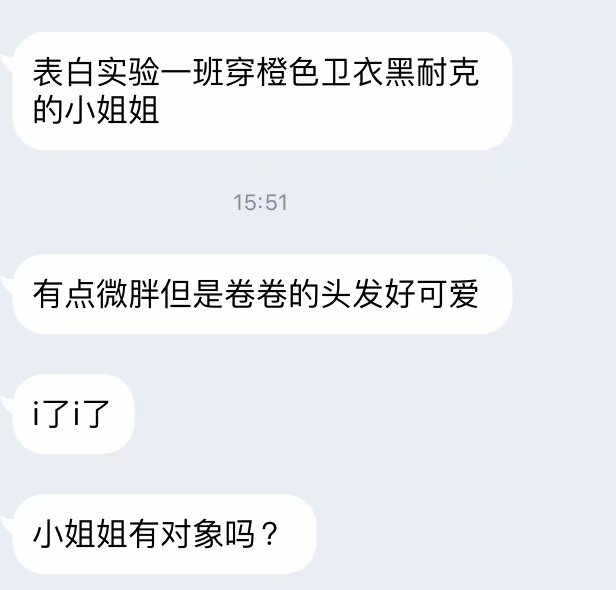 表白实验一班穿橙色卫衣黑耐克
的小姐姐
15:51
有点微胖但是卷卷的头发好可爱
i了i了
小姐姐有对象吗？